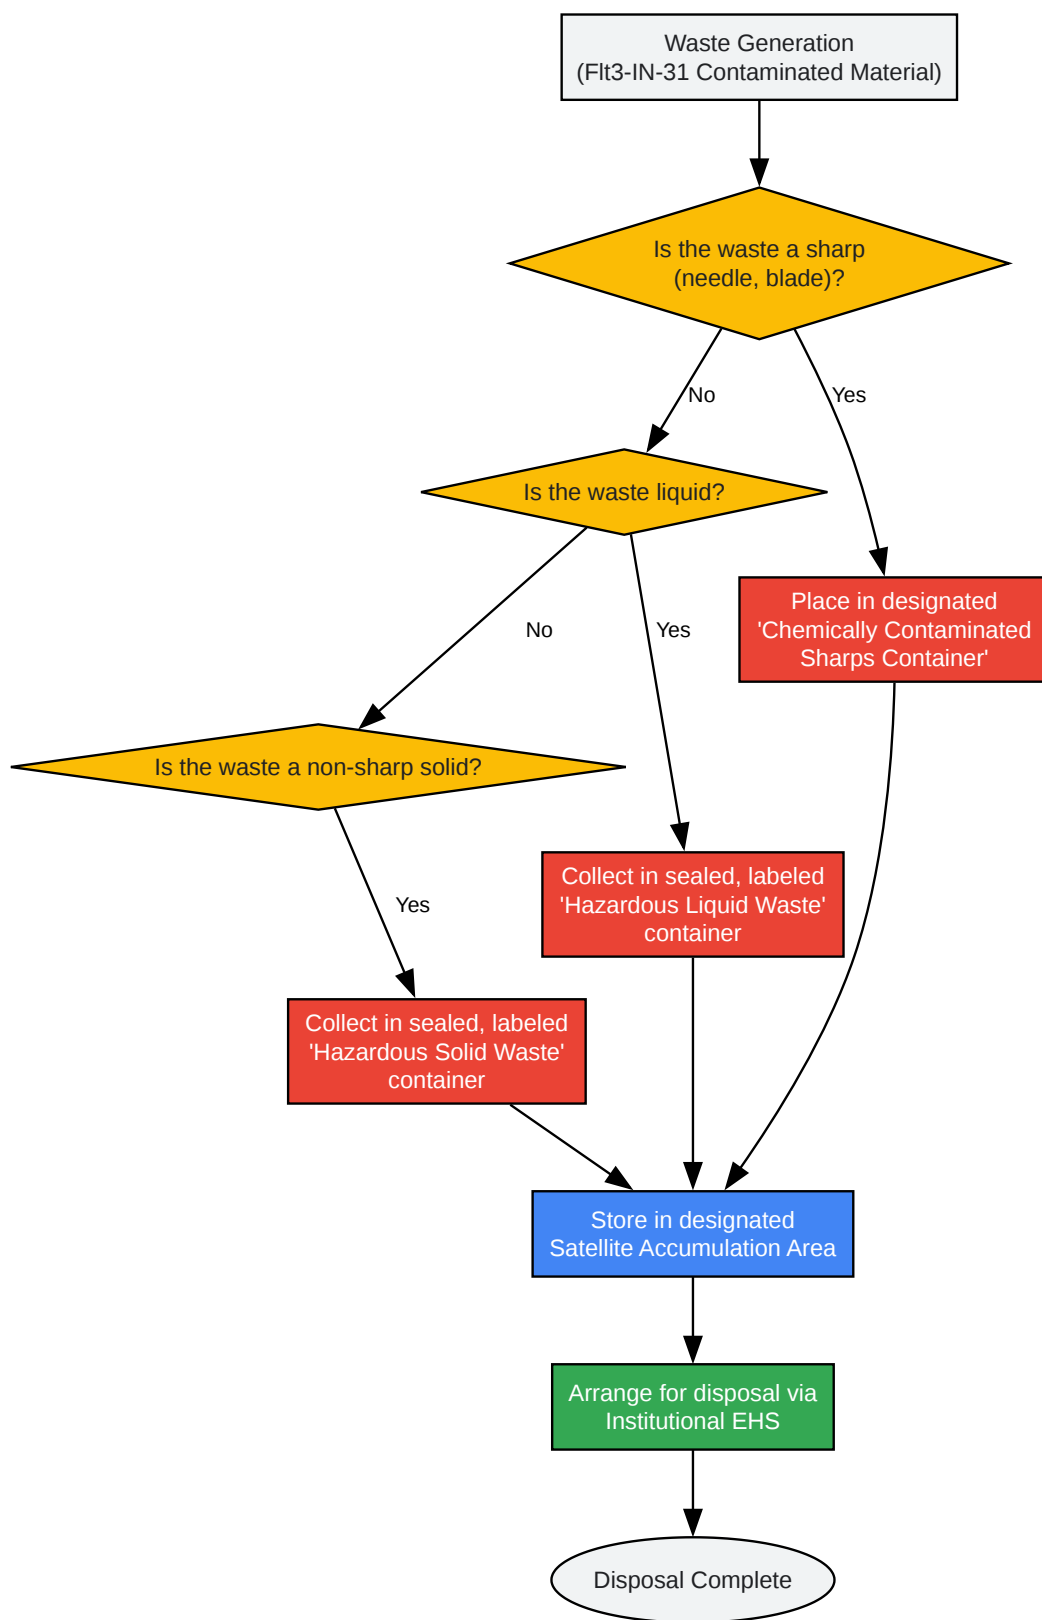 Waste Generation
(Flt3-IN-31 Contaminated Material)
Is the waste a sharp
(needle, blade)?
No
Yes
Is the waste liquid?
Place in designated
'Chemically Contaminated
Sharps Container'
No
Yes
Is the waste a non-sharp solid?
Collect in sealed, labeled
'Hazardous Liquid Waste'
container
Yes
Collect in sealed, labeled
'Hazardous Solid Waste'
container
Store in designated
Satellite Accumulation Area
Arrange for disposal via
Institutional EHS
Disposal Complete